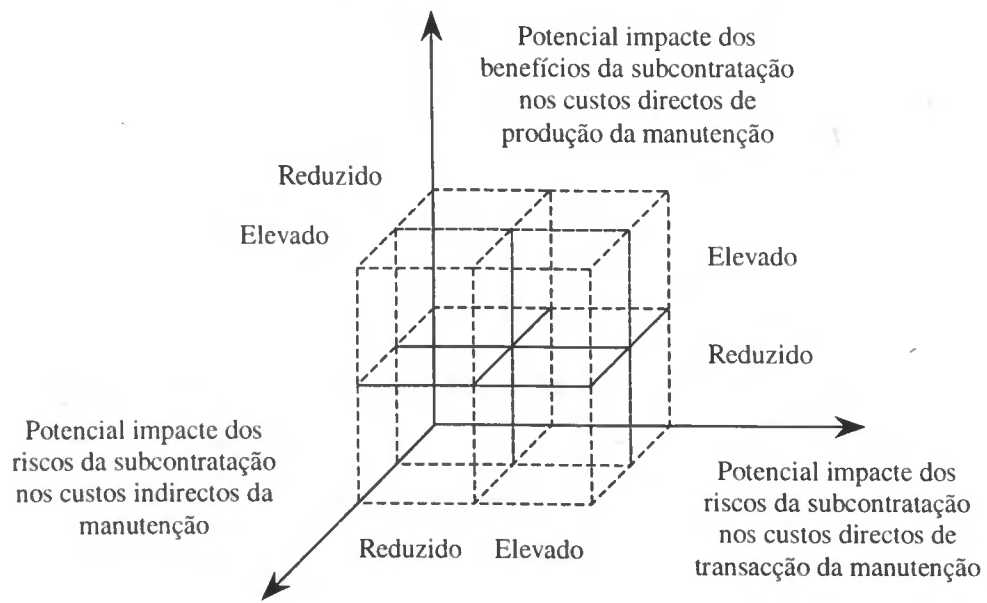 Potencial impacte dos
benefícios da subcontratação
nos custos directos de
produção da manutenção
Reduzido
Elevado
Elevado
Reduzido
Potencial impacte dos
riscos da subcontratação
nos custos indirectos da
manutenção
Reduzido
Elevado
Potencial impacte dos
riscos da subcontratação
nos custos directos de
transacção da manutenção